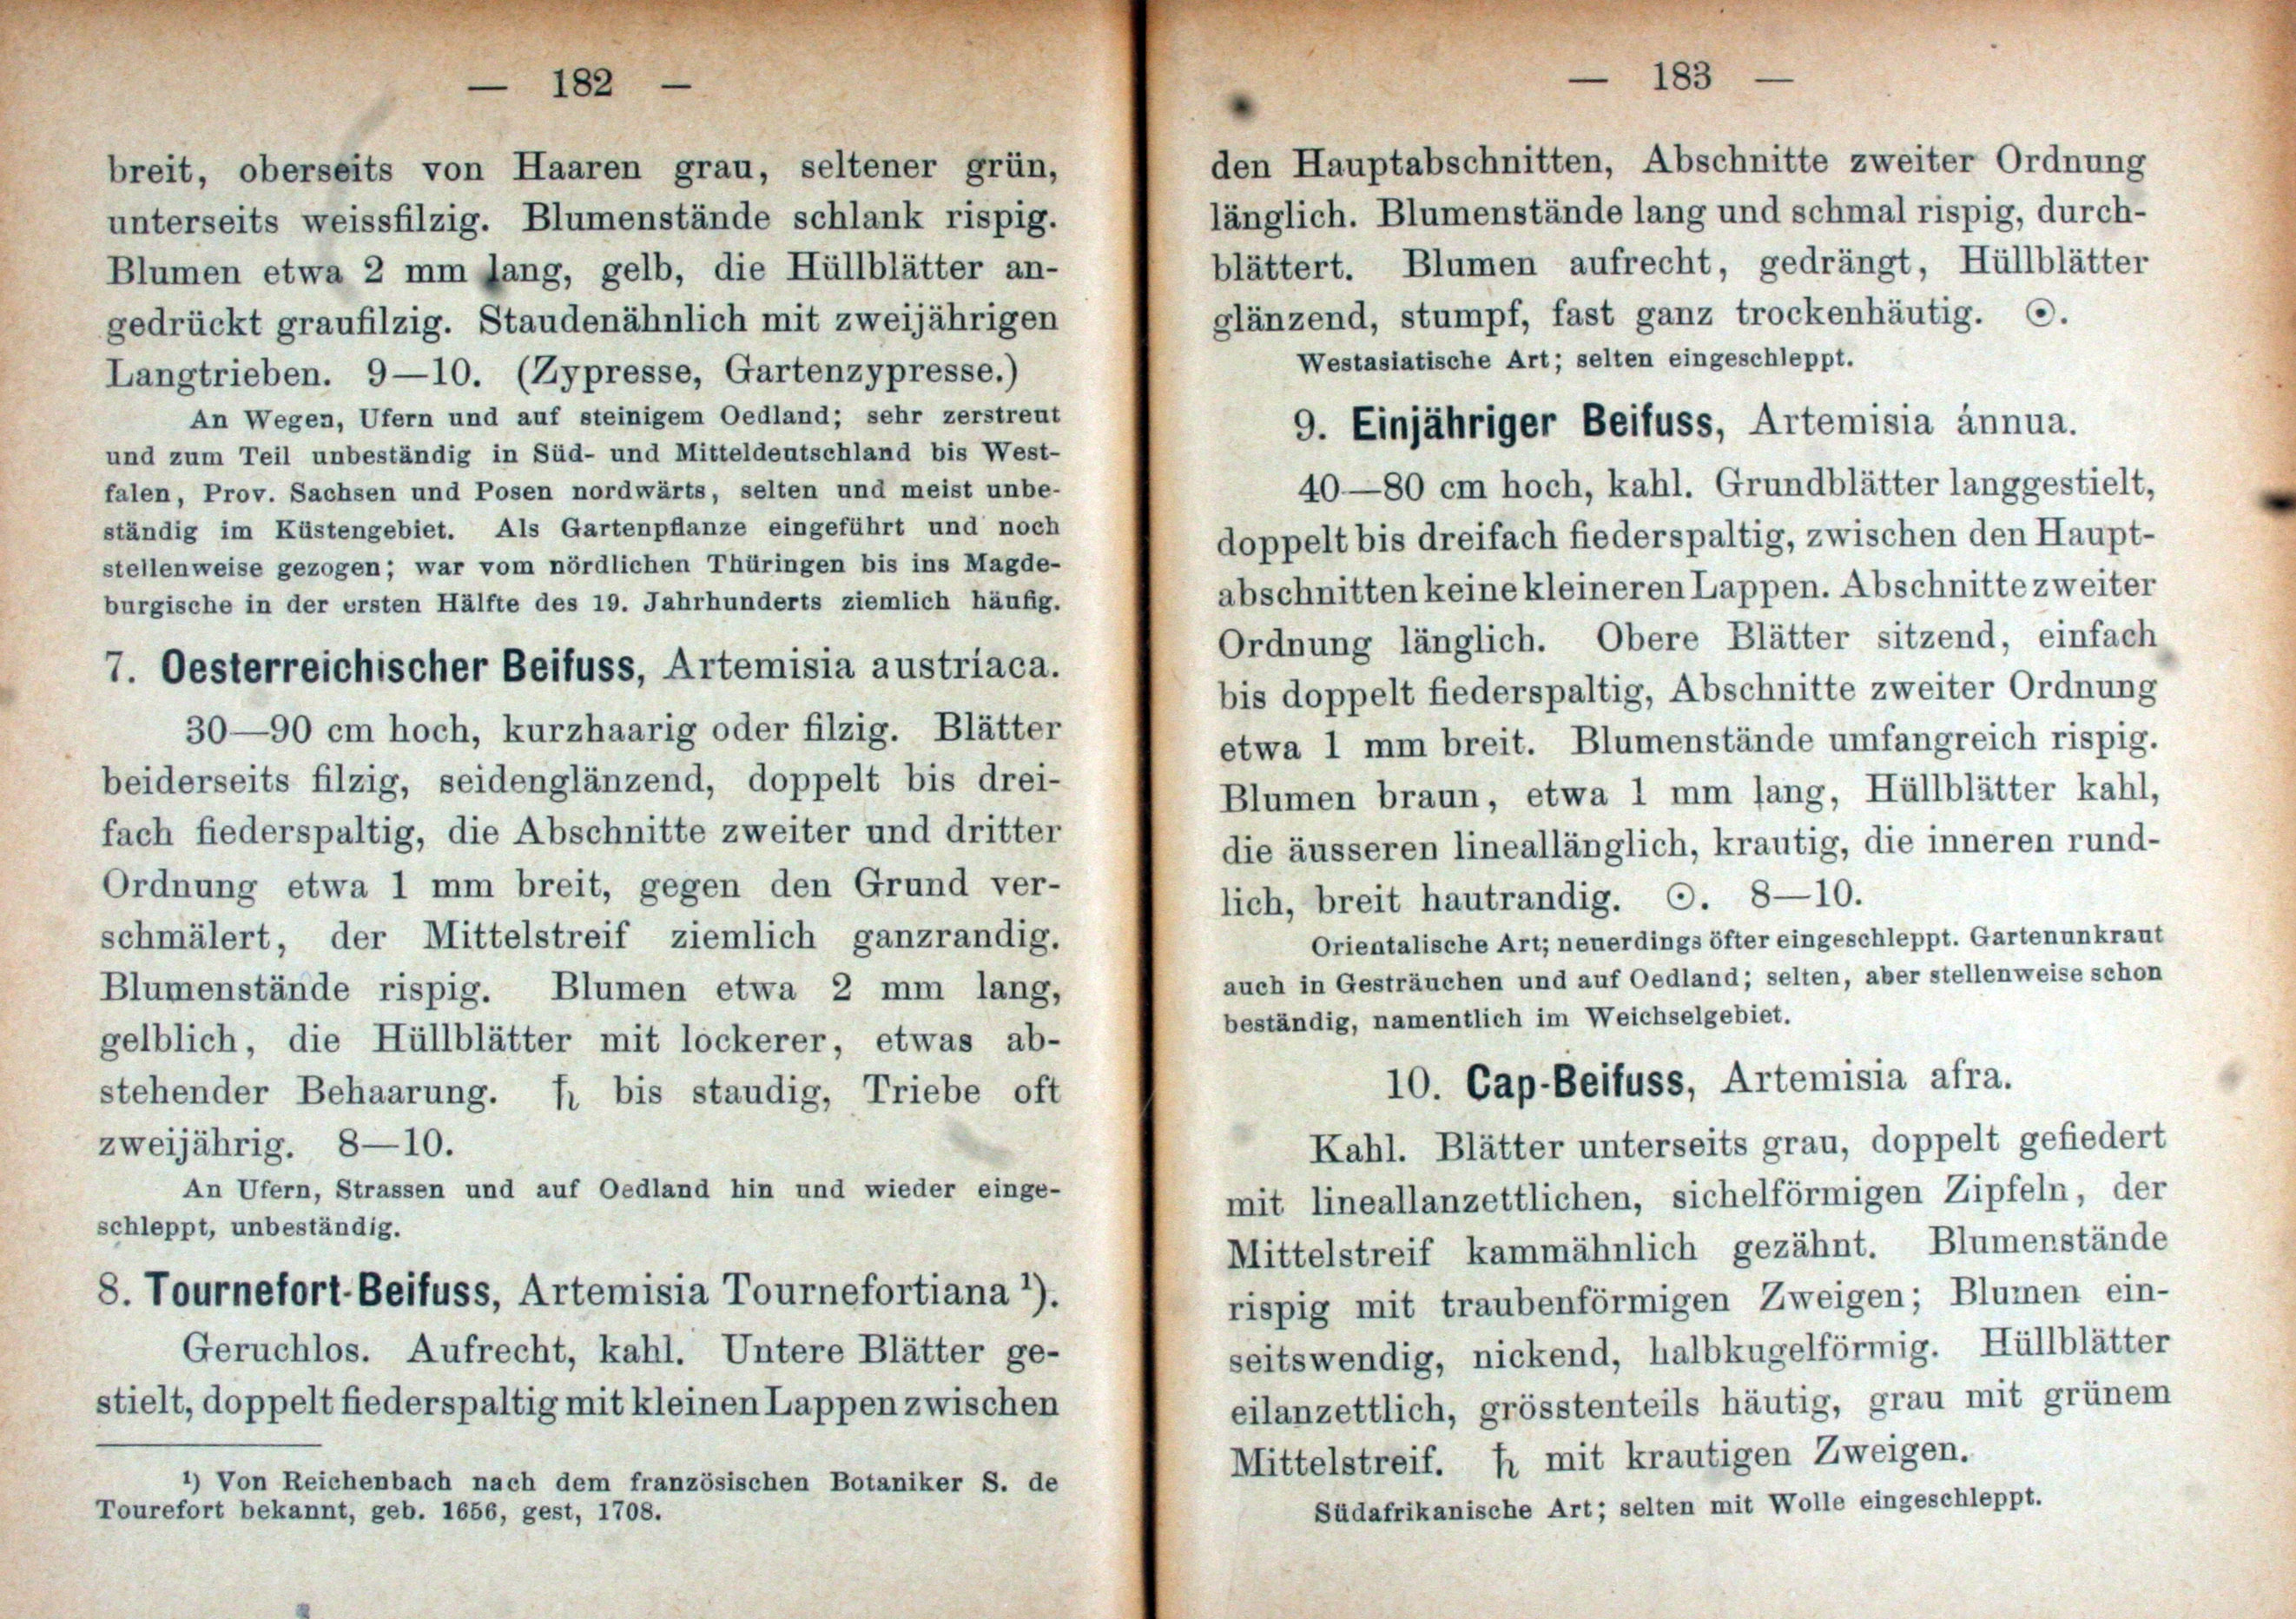 — 182 —
breit, oberseits von Haaren grau, seltener grün,
unterseits weissfilzig. Blumenstände schlank rispig.
Blumen etwa 2 mm lang, gelb, die Hüllblätter an-
gedrückt graufilzig. Staudenähnlich mit zweijährigen
Langtrieben. 9—10. (Zypresse, Gartenzypresse.)
An Wegen, Ufern und auf steinigem Oedland; sehr zerstreut
und zum Teil unbeständig in Süd- und Mitteldeutschland bis West-
falen, Prov. Sachsen und Posen nordwärts, selten und meist unbe-
ständig im Küstengebiet. Als Gartenpflanze eingeführt und noch
stellenweise gezogen; war vom nördlichen Thüringen bis ins Magde-
burgische in der ersten Hälfte des 19. Jahrhunderts ziemlich häufig.
7. Oesterreichischer Beifuss, Artemisia austríaca.
30—90 cm hoch, kurzhaarig oder filzig. Blätter
beiderseits filzig, seidenglänzend, doppelt bis drei-
fach fiederspaltig, die Abschnitte zweiter und dritter
Ordnung etwa 1 mm breit, gegen den Grund ver-
schmälert, der Mittelstreif ziemlich ganzrandig.
Blumenstände rispig. Blumen etwa 2 mm lang,
gelblich, die Hüllblätter mit lockerer, etwas ab-
stehender Behaarung. ♄ bis staudig, Triebe oft
zweijährig. 8—10.
An Ufern, Strassen und auf Oedland hin und wieder einge-
schleppt, unbeständig.
8. Tournefort-Beifuss, Artemisia Tournefortiana ¹).
Geruchlos. Aufrecht, kahl. Untere Blätter ge-
stielt, doppelt fiederspaltig mit kleinen Lappen zwischen
¹) Von Reichenbach nach dem französischen Botaniker S. de
Tourefort bekannt, geb. 1656, gest, 1708.
— 183 —
den Hauptabschnitten, Abschnitte zweiter Ordnung
länglich. Blumenstände lang und schmal rispig, durch-
blättert. Blumen aufrecht, gedrängt, Hüllblätter
glänzend, stumpf, fast ganz trockenhäutig. ⊙.
Westasiatische Art; selten eingeschleppt.
9. Einjähriger Beifuss, Artemisia ánnua.
40—80 cm hoch, kahl. Grundblätter langgestielt,
doppelt bis dreifach fiederspaltig, zwischen den Haupt-
abschnitten keine kleineren Lappen. Abschnitte zweiter
Ordnung länglich. Obere Blätter sitzend, einfach
bis doppelt fiederspaltig, Abschnitte zweiter Ordnung
etwa 1 mm breit. Blumenstände umfangreich rispig.
Blumen braun, etwa 1 mm lang, Hüllblätter kahl,
die äusseren lineallänglich, krautig, die inneren rund-
lich, breit hautrandig. ⊙. 8—10.
Orientalische Art; neuerdings öfter eingeschleppt. Gartenunkraut
auch in Gesträuchen und auf Oedland; selten, aber stellenweise schon
beständig, namentlich im Weichselgebiet.
10. Cap-Beifuss, Artemisia afra.
Kahl. Blätter unterseits grau, doppelt gefiedert
mit lineallanzettlichen, sichelförmigen Zipfeln, der
Mittelstreif kammähnlich gezähnt. Blumenstände
rispig mit traubenförmigen Zweigen; Blumen ein-
seitswendig, nickend, halbkugelförmig. Hüllblätter
eilanzettlich, grösstenteils häutig, grau mit grünem
Mittelstreif. ♄ mit krautigen Zweigen.
Südafrikanische Art; selten mit Wolle eingeschleppt.